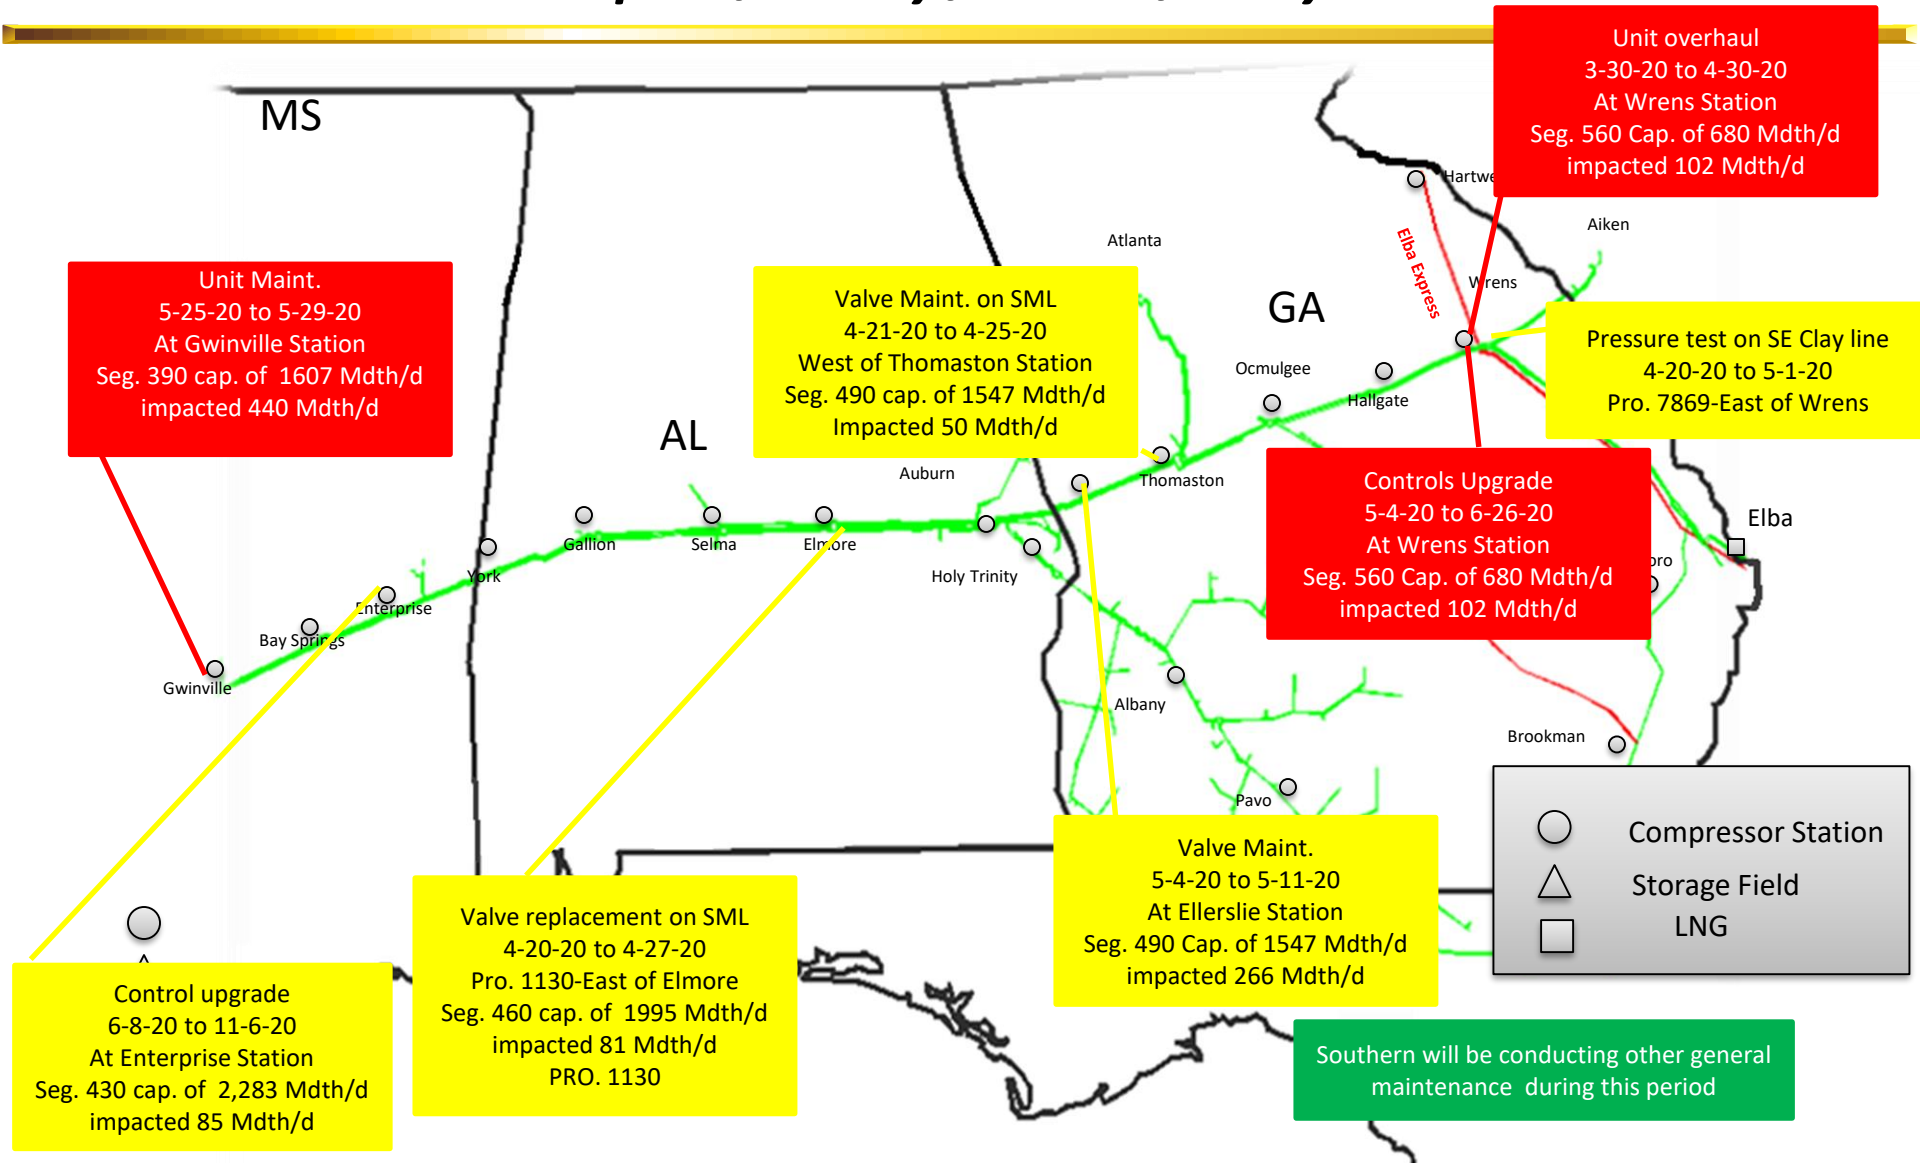 Unit overhaul
3-30-20 to 4-30-20
At Wrens Station
Seg. 560 Cap. of 680 Mdth/d
impacted 102 Mdth/d
MS
Aiken
Atlanta
Elba Express
Wrens
Unit Maint.
5-25-20 to 5-29-20
At Gwinville Station
Seg. 390 cap. of 1607 Mdth/d
impacted 440 Mdth/d
Valve Maint. on SML
4-21-20 to 4-25-20
West of Thomaston Station
Seg. 490 cap. of 1547 Mdth/d
Impacted 50 Mdth/d
GA
Pressure test on SE Clay line
4-20-20 to 5-1-20
Pro. 7869-East of Wrens
Ocmulgee
Hallgate
AL
Auburn
Thomaston
Controls Upgrade
5-4-20 to 6-26-20
At Wrens Station
Seg. 560 Cap. of 680 Mdth/d
impacted 102 Mdth/d
Elba
Gallion
Selma
Elmore
York
Holy Trinity
Enterprise
Bay Springs
Gwinville
Albany
Brookman
Pavo
Compressor Station
Storage Field
LNG
Valve Maint.
5-4-20 to 5-11-20
At Ellerslie Station
Seg. 490 Cap. of 1547 Mdth/d
impacted 266 Mdth/d
Valve replacement on SML
4-20-20 to 4-27-20
Pro. 1130-East of Elmore
Seg. 460 cap. of 1995 Mdth/d
impacted 81 Mdth/d
PRO. 1130
Control upgrade
6-8-20 to 11-6-20
At Enterprise Station
Seg. 430 cap. of 2,283 Mdth/d
impacted 85 Mdth/d
Southern will be conducting other general
maintenance during this period